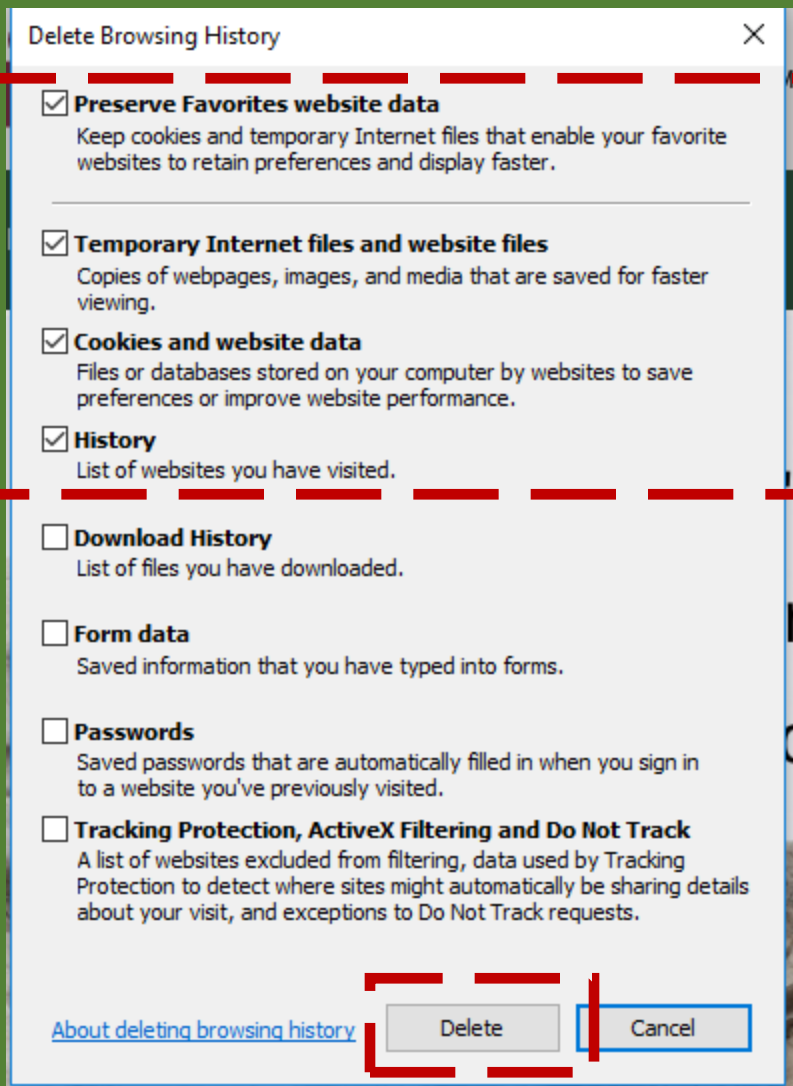 Delete Browsing History
Preserve Favorites website data
Keep cookies and temporary Internet files that enable your favorite
websites to retain preferences and display faster.
Temporary Internet files and website files
Copies of webpages, images, and media that are saved for faster
viewing.
Cookies and website data
Files or databases stored on your computer by websites to save
preferences or improve website performance.
History
List of websites you have visited.
Download History
List of files you have downloaded.
Form data
Saved information that you have typed into forms.
Passwords
Saved passwords that are automatically filled in when you sign in
to a website you've previously visited.
Tracking Protection, ActiveX Filtering and Do Not Track
A list of websites excluded from filtering, data used by Tracking
Protection to detect where sites might automatically be sharing details
about your visit, and exceptions to Do Not Track requests.
About deleting browsing history
Delete
Cancel